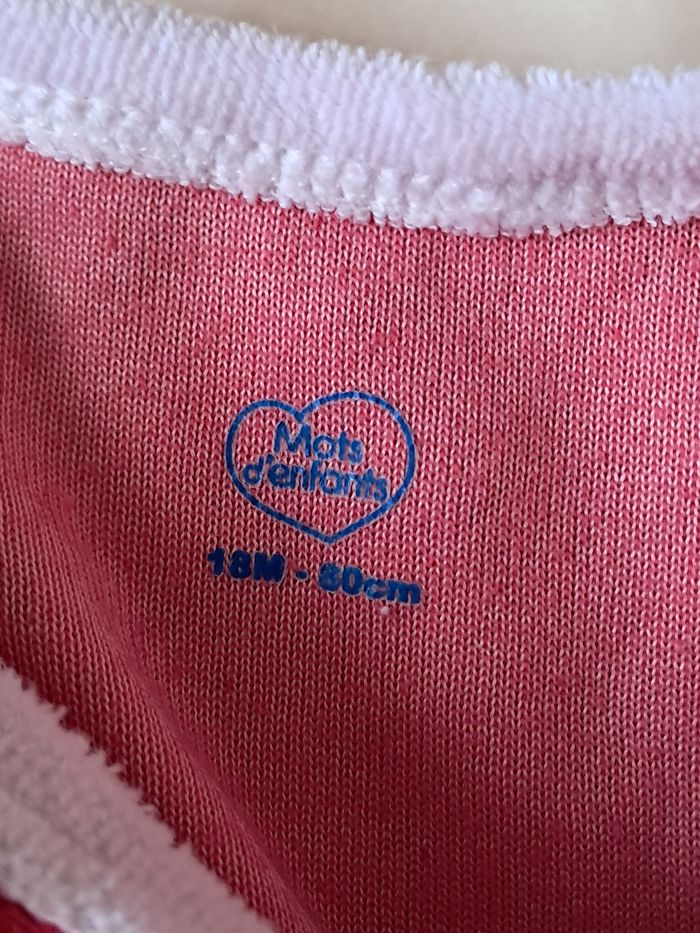 Mots
d'enfants
18M - 80cm